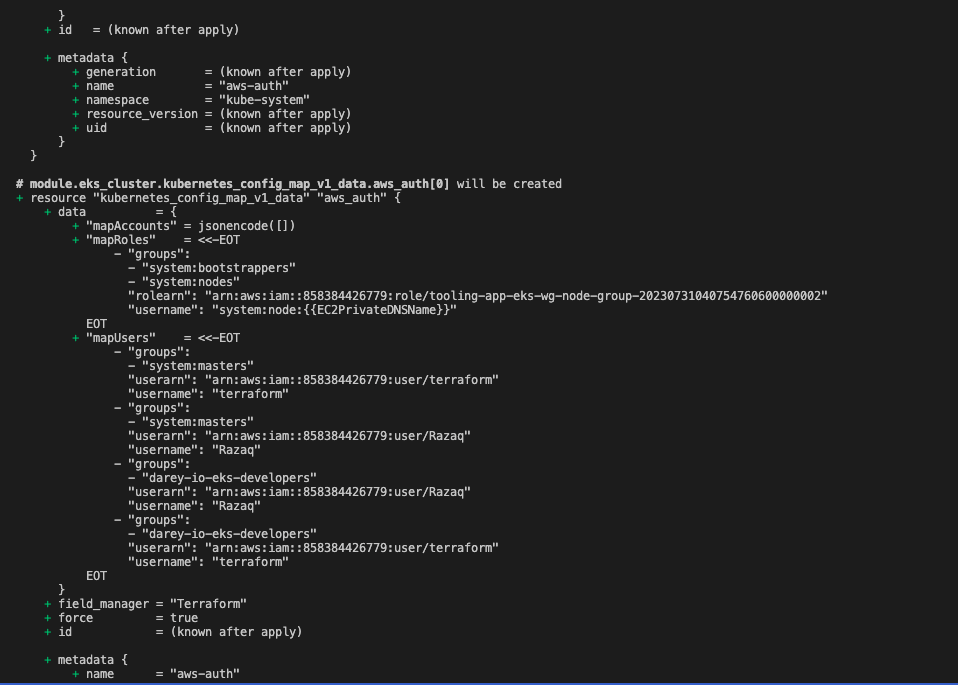 }
+ id   = (known after apply)
+ metadata {
+ generation       = (known after apply)
+ name             = "aws-auth"
+ namespace        = "kube-system"
+ resource_version = (known after apply)
+ uid              = (known after apply)
}
}
# module.eks_cluster.kubernetes_config_map_v1_data.aws_auth[0] will be created
+ resource "kubernetes_config_map_v1_data" "aws_auth" {
+ data          = {
+ "mapAccounts" = jsonencode([])
+ "mapRoles"    = <<-EOT
- "groups":
- "system:bootstrappers"
- "system:nodes"
"rolearn": "arn:aws:iam::858384426779:role/tooling-app-eks-wg-node-group-20230731040754760600000002"
"username": "system:node:{{EC2PrivateDNSName}}"
EOT
+ "mapUsers"    = <<-EOT
- "groups":
- "system:masters"
"userarn": "arn:aws:iam::858384426779:user/terraform"
"username": "terraform"
- "groups":
- "system:masters"
"userarn": "arn:aws:iam::858384426779:user/Razaq"
"username": "Razaq"
- "groups":
- "darey-io-eks-developers"
"userarn": "arn:aws:iam::858384426779:user/Razaq"
"username": "Razaq"
- "groups":
- "darey-io-eks-developers"
"userarn": "arn:aws:iam::858384426779:user/terraform"
"username": "terraform"
EOT
}
+ field_manager = "Terraform"
+ force         = true
+ id            = (known after apply)
+ metadata {
+ name      = "aws-auth"